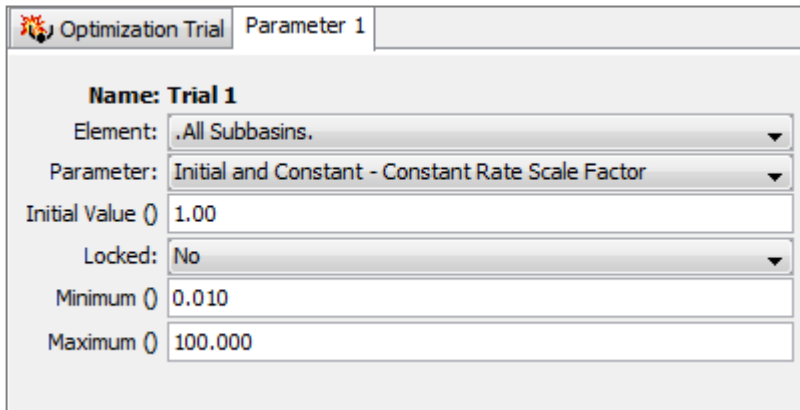 Optimization Trial Parameter 1
Name: Trial 1
Element: .All Subbasins.
Parameter: Initial and Constant - Constant Rate Scale Factor
Initial Value () 1.00
Locked: No
Minimum () 0.010
Maximum () 100.000